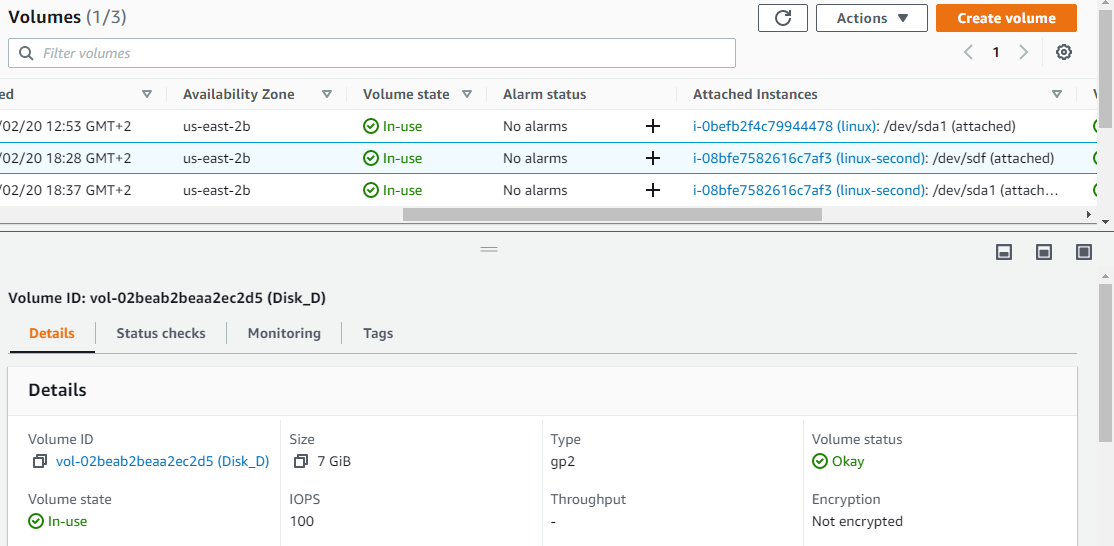 Volumes (1/3)
Actions
Create volume
Filter volumes
1
ed Availability Zone Volume state Alarm status Attached Instances
/02/20 12:53 GMT+2 us-east-2b In-use No alarms + i-0befb2f4c79944478 (linux): /dev/sda1 (attached)
/02/20 18:28 GMT+2 us-east-2b In-use No alarms + i-08bfe7582616c7af3 (linux-second): /dev/sdf (attached)
/02/20 18:37 GMT+2 us-east-2b In-use No alarms + i-08bfe7582616c7af3 (linux-second): /dev/sda1 (attach…
Volume ID: vol-02beab2beaa2ec2d5 (Disk_D)
Details Status checks Monitoring Tags
Details
Volume ID Size Type Volume status
vol-02beab2beaa2ec2d5 (Disk_D) 7 GiB gp2 Okay
Volume state IOPS Throughput Encryption
In-use 100 - Not encrypted